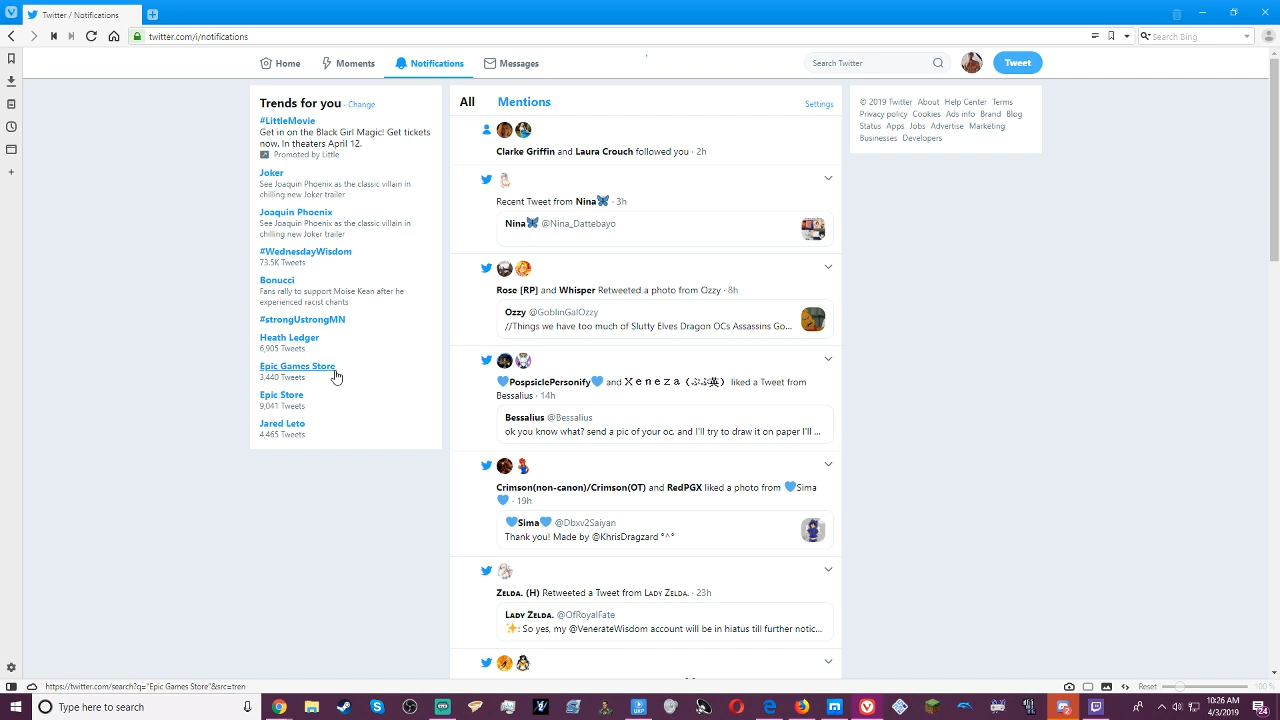 Twitter / Notifications
twitter.com/i/notifications
Search Bing
Home
Moments
Notifications
Messages
Search Twitter
Tweet
Trends for you · Change
#LittleMovie
Get in on the Black Girl Magic! Get tickets
now. In theaters April 12.
Promoted by Little
Joker
See Joaquin Phoenix as the classic villain in
chilling new Joker trailer
Joaquin Phoenix
See Joaquin Phoenix as the classic villain in
chilling new Joker trailer
#WednesdayWisdom
73.5K Tweets
Bonucci
Fans rally to support Moise Kean after he
experienced racist chants
#strongUstrongMN
Heath Ledger
6,905 Tweets
Epic Games Store
3,440 Tweets
Epic Store
9,041 Tweets
Jared Leto
4,465 Tweets
All
Mentions
Settings
Clarke Griffin and Laura Crouch followed you · 2h
Recent Tweet from Nina🦋 · 3h
Nina🦋 @Nina_Dattebayo
Rose [RP] and Whisper Retweeted a photo from Ozzy · 8h
Ozzy @GoblinGalOzzy
//Things we have too much of Slutty Elves Dragon OCs Assassins Go...
💙PospsiclePersonify💙 and Ｘｅｎｅｚａ (ぷぷ英) liked a Tweet from
Bessalius · 14h
Bessalius @Bessalius
ok you know what? send a pic of your oc, and I'll try to draw it on paper I'll ...
Crimson(non-canon)/Crimson(OT) and RedPGX liked a photo from 💙Sima
💙 · 19h
💙Sima💙 @Dbxv2Saiyan
Thank you! Made by @KhrisDragzard °^°
Zelda. (H) Retweeted a Tweet from Lady Zelda. · 23h
Lady Zelda. @OfRoyalFate
✨: So yes, my @VenerateWisdom account will be in hiatus till further notic...
© 2019 Twitter About Help Center Terms
Privacy policy Cookies Ads info Brand Blog
Status Apps Jobs Advertise Marketing
Businesses Developers
https://twitter.com/search?q="Epic Games Store"&src=tren
Reset
100 %
Type here to search
10:26 AM
4/3/2019